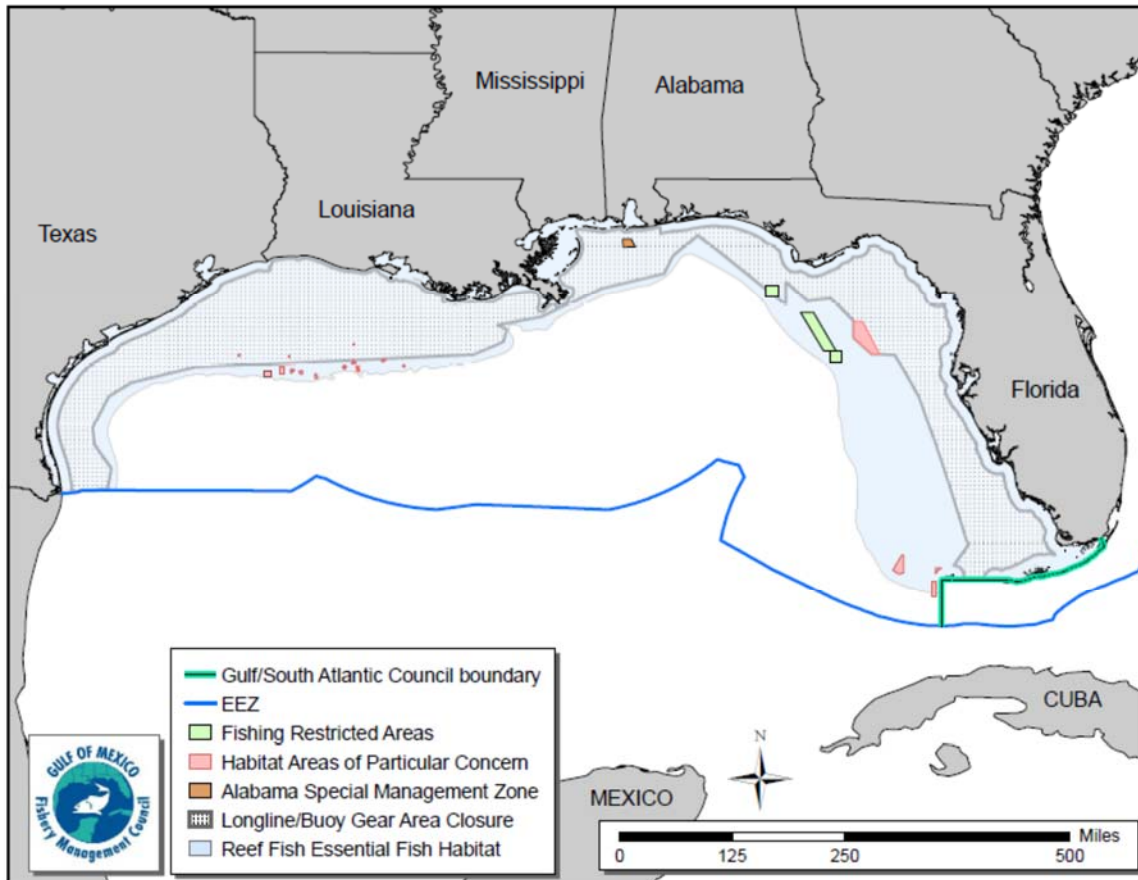 Mississippi
Alabama
Louisiana
Texas
Florida
Gulf/South Atlantic Council boundary
EEZ
Fishing Restricted Areas
Habitat Areas of Particular Concern
Alabama Special Management Zone
Longline/Buoy Gear Area Closure
Reef Fish Essential Fish Habitat
GULF OF MEXICO
Fishery Management Council
N
CUBA
MEXICO
Miles
0 125 250 500